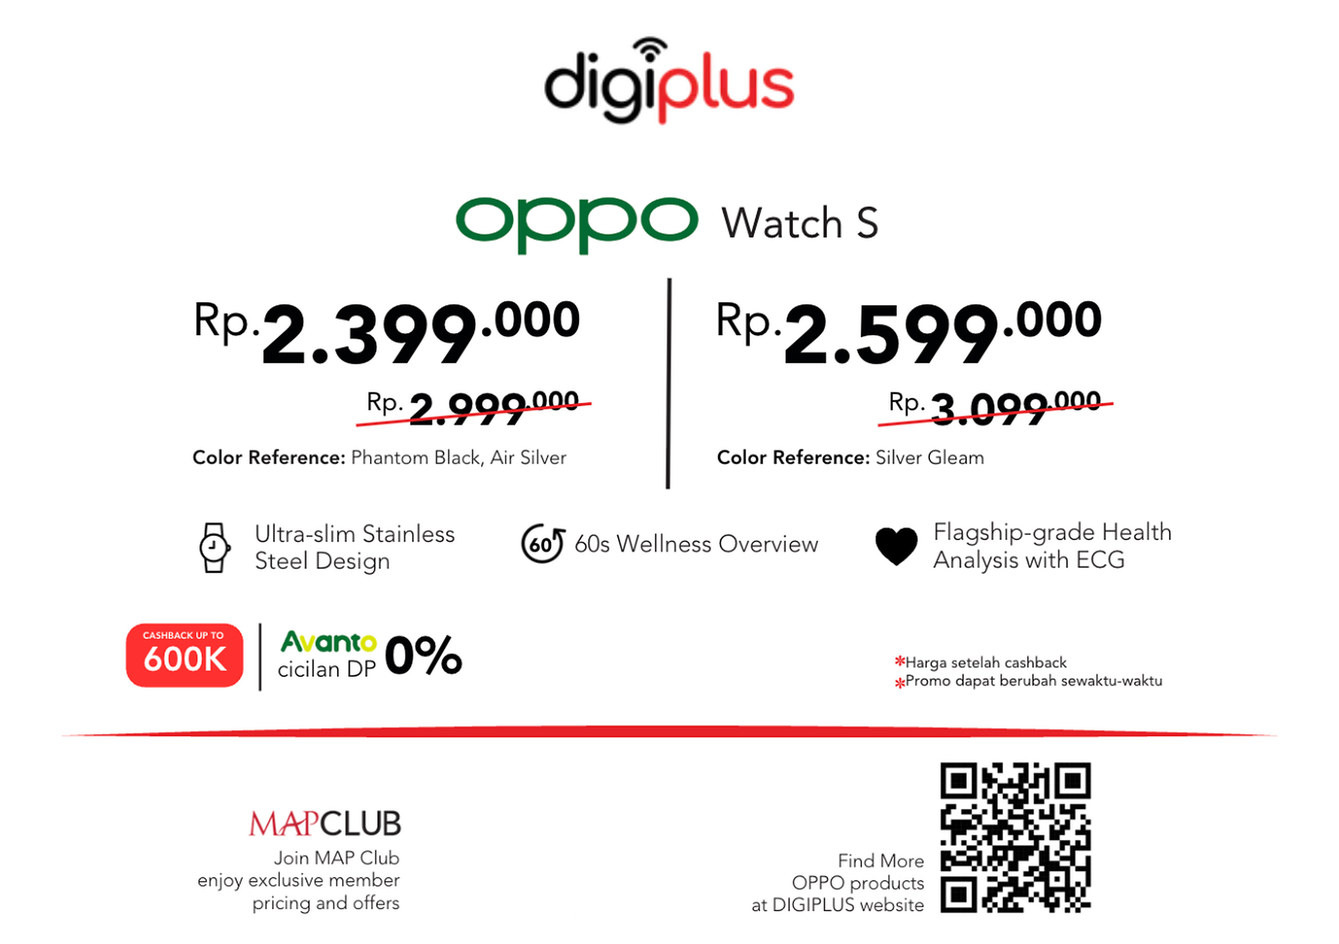 digiplus
oppo Watch S
Rp.2.399.000
Rp. 2.999.000
Color Reference: Phantom Black, Air Silver
Rp.2.599.000
Rp. 3.099.000
Color Reference: Silver Gleam
Ultra-slim Stainless
Steel Design
60 60s Wellness Overview
Flagship-grade Health
Analysis with ECG
CASHBACK UP TO
600K
Avanto
cicilan DP 0%
*Harga setelah cashback
*Promo dapat berubah sewaktu-waktu
MAPCLUB
Join MAP Club
enjoy exclusive member
pricing and offers
Find More
OPPO products
at DIGIPLUS website